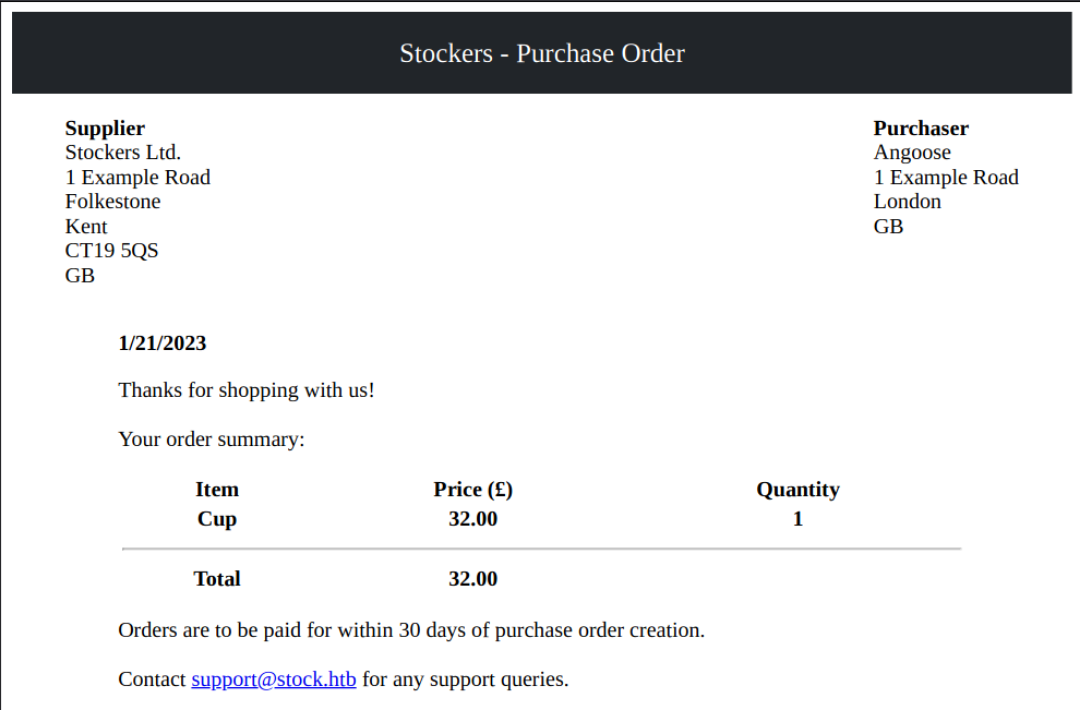 Stockers - Purchase Order
Supplier
Stockers Ltd.
1 Example Road
Folkestone
Kent
CT19 5QS
GB
Purchaser
Angoose
1 Example Road
London
GB
1/21/2023
Thanks for shopping with us!
Your order summary:
Item Price (£) Quantity
Cup 32.00 1
Total 32.00
Orders are to be paid for within 30 days of purchase order creation.
Contact support@stock.htb for any support queries.